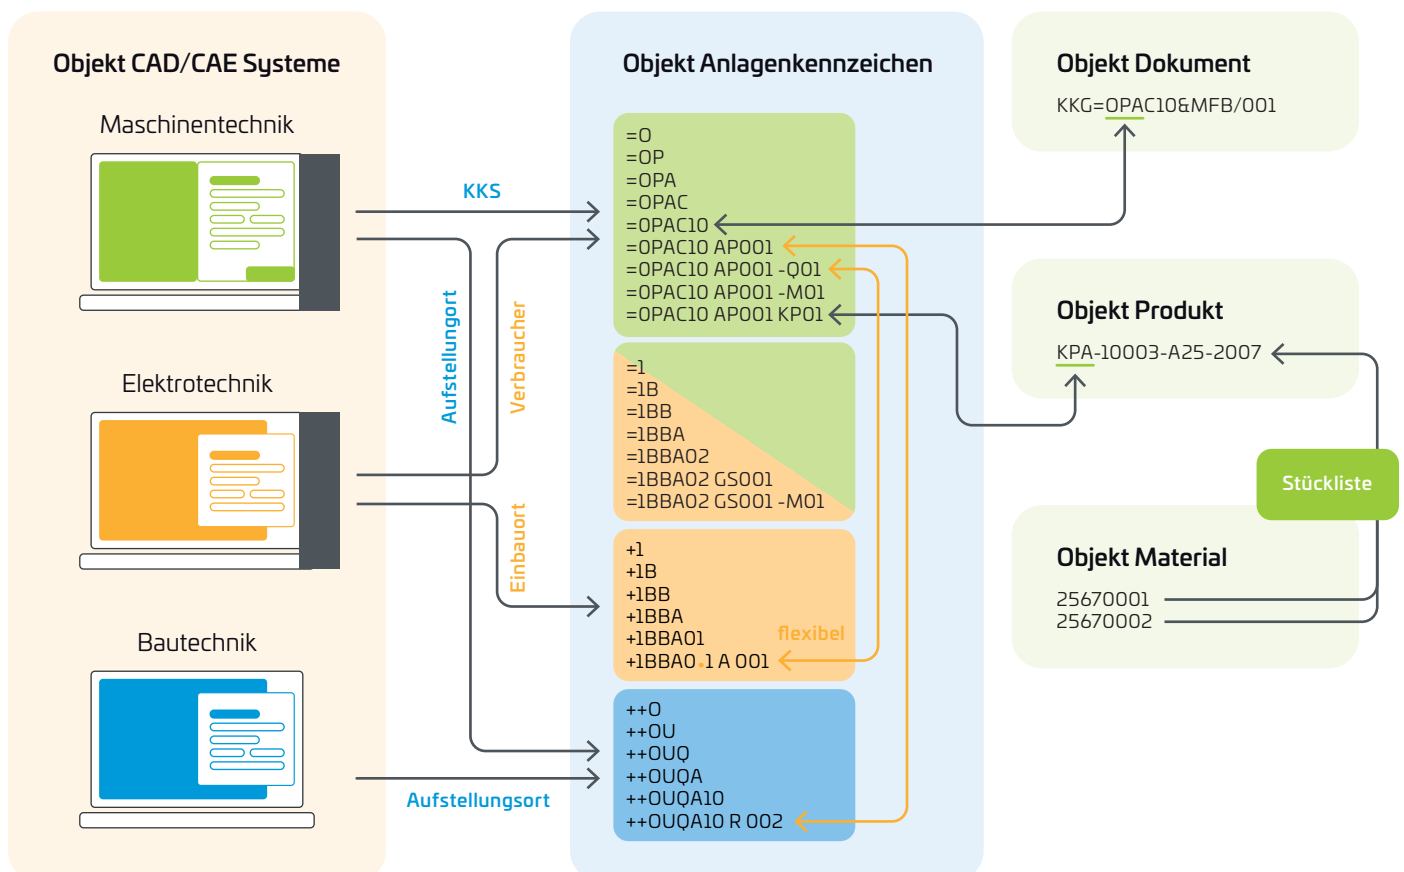 Objekt CAD/CAE Systeme
Maschinentechnik
Elektrotechnik
Bautechnik
KKS
Aufstellungort
Verbraucher
Einbauort
Aufstellungsort
Objekt Anlagenkennzeichen
=0
=0P
=0PA
=0PAC
=0PAC10
=0PAC10 AP001
=0PAC10 AP001 -Q01
=0PAC10 AP001 -M01
=0PAC10 AP001 KP01
=1
=1B
=1BB
=1BBA
=1BBA02
=1BBA02 GS001
=1BBA02 GS001 -M01
+1
+1B
+1BB
+1BBA
+1BBA01
+1BBA0.1 A 001
flexibel
++0
++0U
++0UQ
++0UQA
++0UQA10
++0UQA10 R 002
Objekt Dokument
KKG=0PAC10&MFB/001
Objekt Produkt
KPA-10003-A25-2007
Stückliste
Objekt Material
25670001
25670002